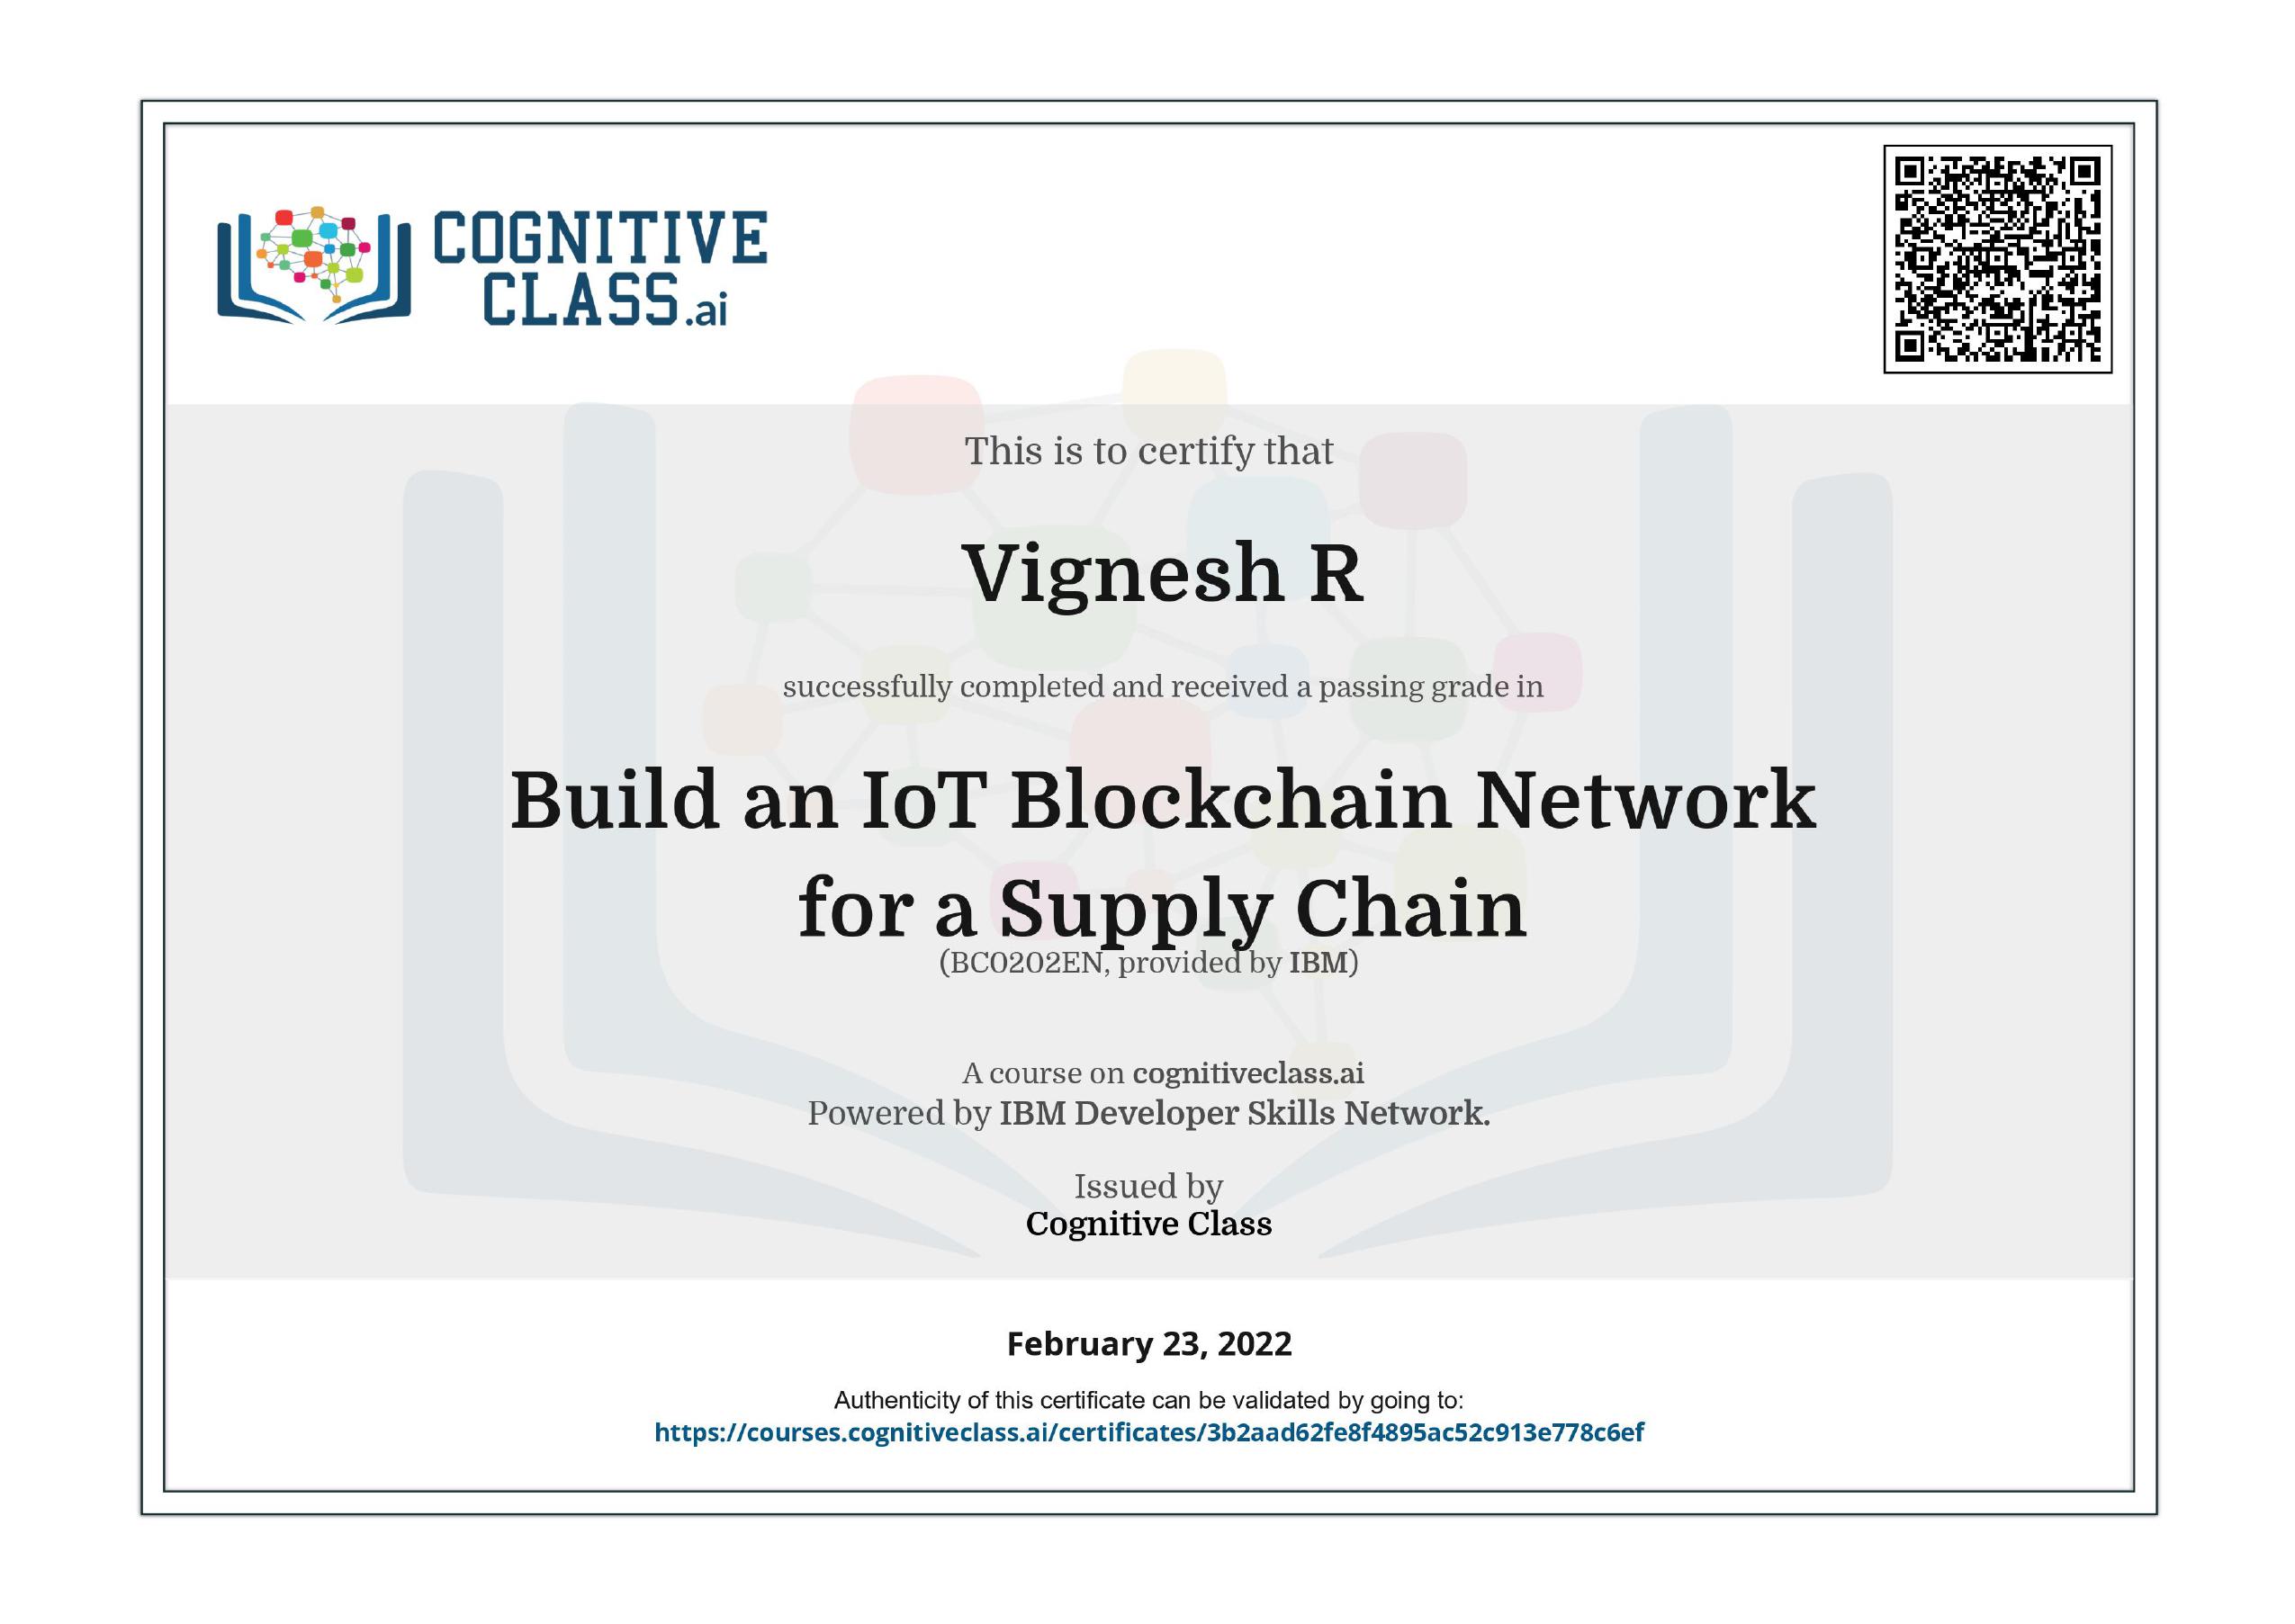 COGNITIVE
CLASS.ai
This is to certify that
Vignesh R
successfully completed and received a passing grade in
Build an IoT Blockchain Network
for a Supply Chain
(BC0202EN, provided by IBM)
A course on cognitiveclass.ai
Powered by IBM Developer Skills Network.
Issued by
Cognitive Class
February 23, 2022
Authenticity of this certificate can be validated by going to:
https://courses.cognitiveclass.ai/certificates/3b2aad62fe8f4895ac52c913e778c6ef